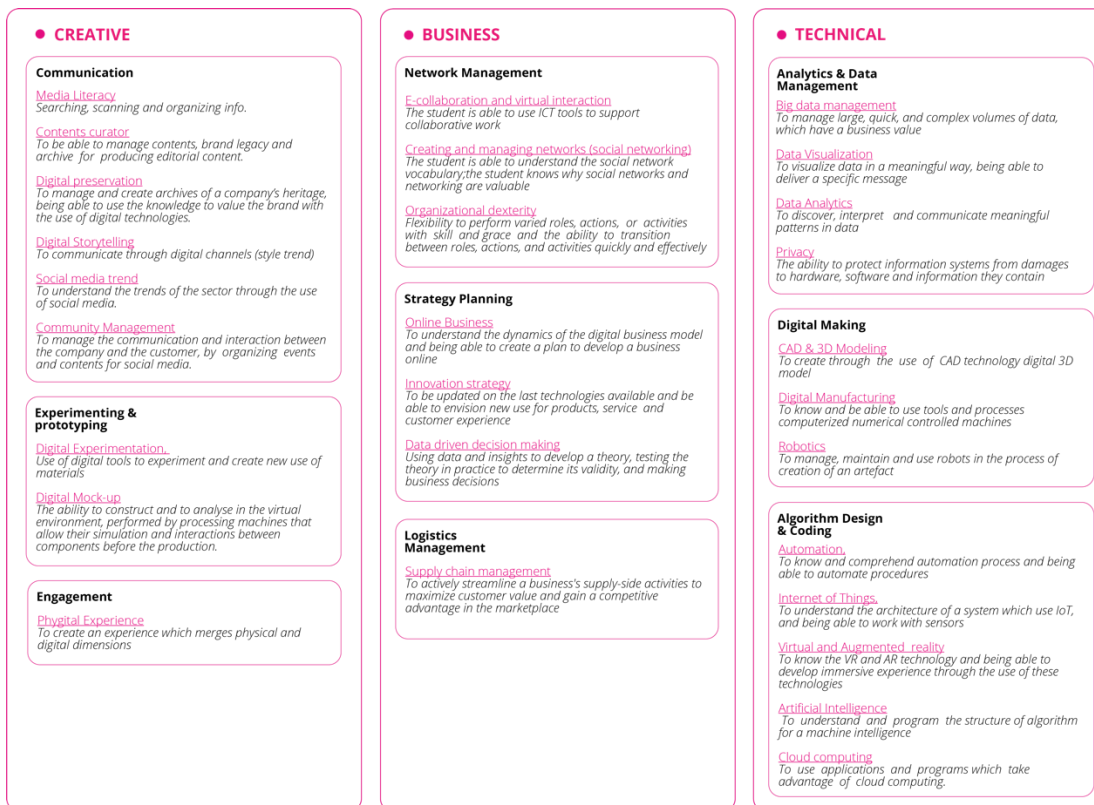 CREATIVE
Communication
Media Literacy
Searching, scanning and organizing info.
Contents curator
To be able to manage contents, brand legacy and
archive for producing editorial content.
Digital preservation
To manage and create archives of a company's heritage,
being able to use the knowledge to value the brand with
the use of digital technologies.
Digital Storytelling
To communicate through digital channels (style trend)
Social media trend
To understand the trends of the sector through the use
of social media.
Community Management
To manage the communication and interaction between
the company and the customer, by organizing events
and contents for social media.
Experimenting &
prototyping
Digital Experimentation,
Use of digital tools to experiment and create new use of
materials
Digital Mock-up
The ability to construct and to analyse in the virtual
environment, performed by processing machines that
allow their simulation and interactions between
components before the production.
Engagement
Phygital Experience
To create an experience which merges physical and
digital dimensions
BUSINESS
Network Management
E-collaboration and virtual interaction
The student is able to use ICT tools to support
collaborative work
Creating and managing networks (social networking)
The student is able to understand the social network
vocabulary;the student knows why social networks and
networking are valuable
Organizational dexterity
Flexibility to perform varied roles, actions, or activities
with skill and grace and the ability to transition
between roles, actions, and activities quickly and effectively
Strategy Planning
Online Business
To understand the dynamics of the digital business model
and being able to create a plan to develop a business
online
Innovation strategy
To be updated on the last technologies available and be
able to envision new use for products, service and
customer experience
Data driven decision making
Using data and insights to develop a theory, testing the
theory in practice to determine its validity, and making
business decisions
Logistics
Management
Supply chain management
To actively streamline a business's supply-side activities to
maximize customer value and gain a competitive
advantage in the marketplace
TECHNICAL
Analytics & Data
Management
Big data management
To manage large, quick, and complex volumes of data,
which have a business value
Data Visualization
To visualize data in a meaningful way, being able to
deliver a specific message
Data Analytics
To discover, interpret and communicate meaningful
patterns in data
Privacy
The ability to protect information systems from damages
to hardware, software and information they contain
Digital Making
CAD & 3D Modeling
To create through the use of CAD technology digital 3D
model
Digital Manufacturing
To know and be able to use tools and processes
computerized numerical controlled machines
Robotics
To manage, maintain and use robots in the process of
creation of an artefact
Algorithm Design
& Coding
Automation,
To know and comprehend automation process and being
able to automate procedures
Internet of Things,
To understand the architecture of a system which use IoT,
and being able to work with sensors
Virtual and Augmented reality
To know the VR and AR technology and being able to
develop immersive experience through the use of these
technologies
Artificial Intelligence
To understand and program the structure of algorithm
for a machine intelligence
Cloud computing
To use applications and programs which take
advantage of cloud computing.